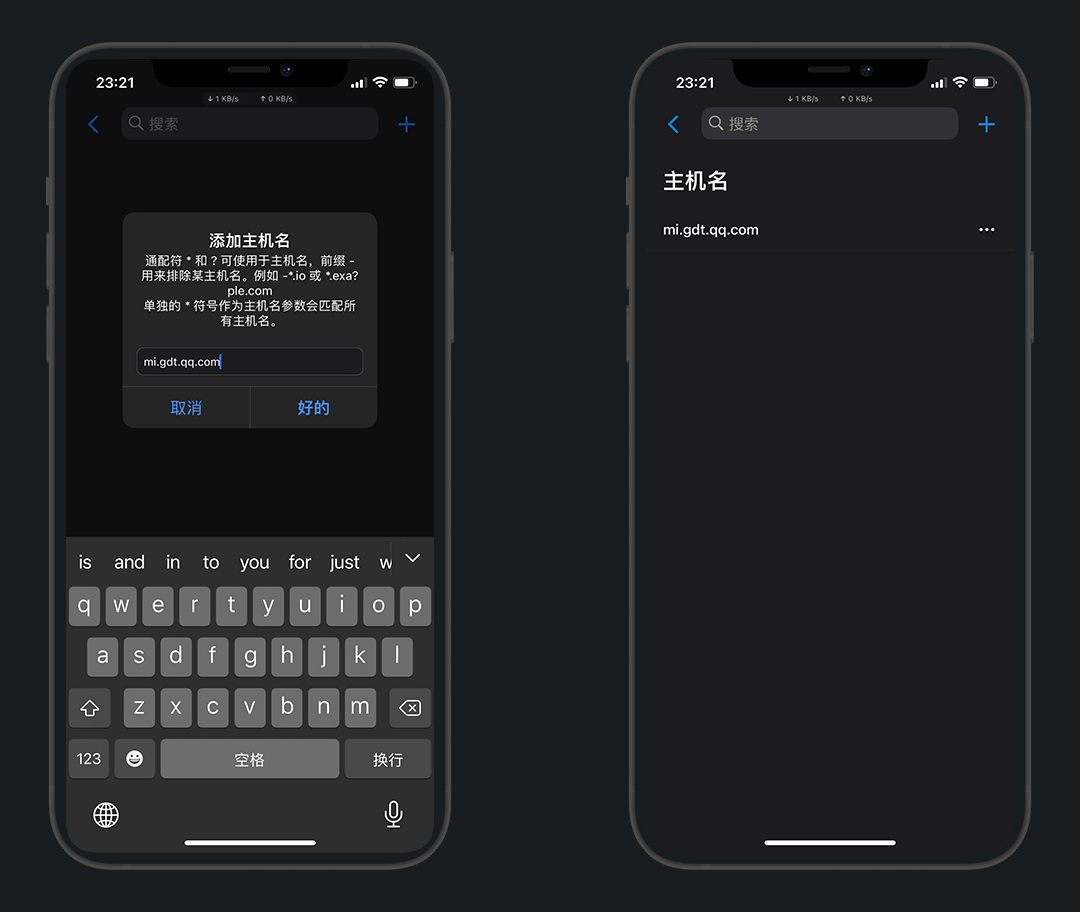 23:21
↓ 1 KB/s ↑ 0 KB/s
搜索
添加主机名
通配符 * 和 ? 可使用于主机名，前缀 -
用来排除某主机名。例如 -*.io 或 *.exa?
ple.com
单独的 * 符号作为主机名参数会匹配所
有主机名。
mi.gdt.qq.com
取消 好的
is and in to you for just w
q w e r t y u i o p
a s d f g h j k l
z x c v b n m
123 空格 换行
23:21
↓ 1 KB/s ↑ 0 KB/s
搜索
主机名
mi.gdt.qq.com